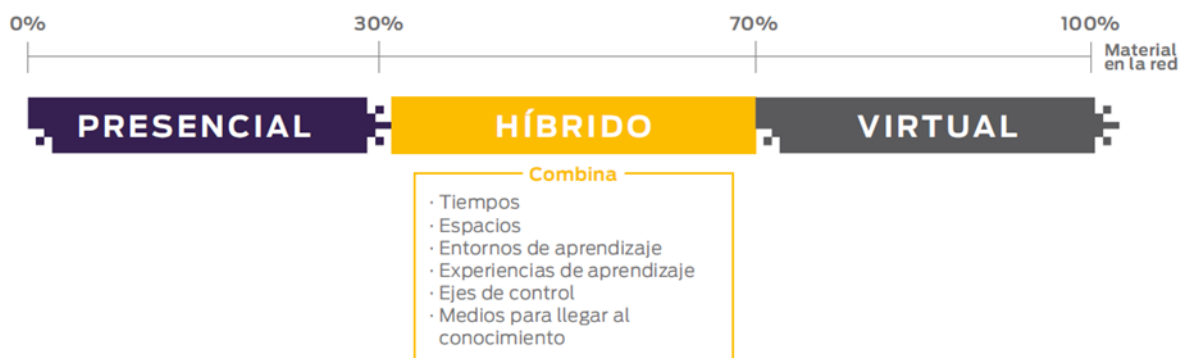 0% 30% 70% 100%
Material
en la red
PRESENCIAL HÍBRIDO VIRTUAL
Combina
· Tiempos
· Espacios
· Entornos de aprendizaje
· Experiencias de aprendizaje
· Ejes de control
· Medios para llegar al
conocimiento